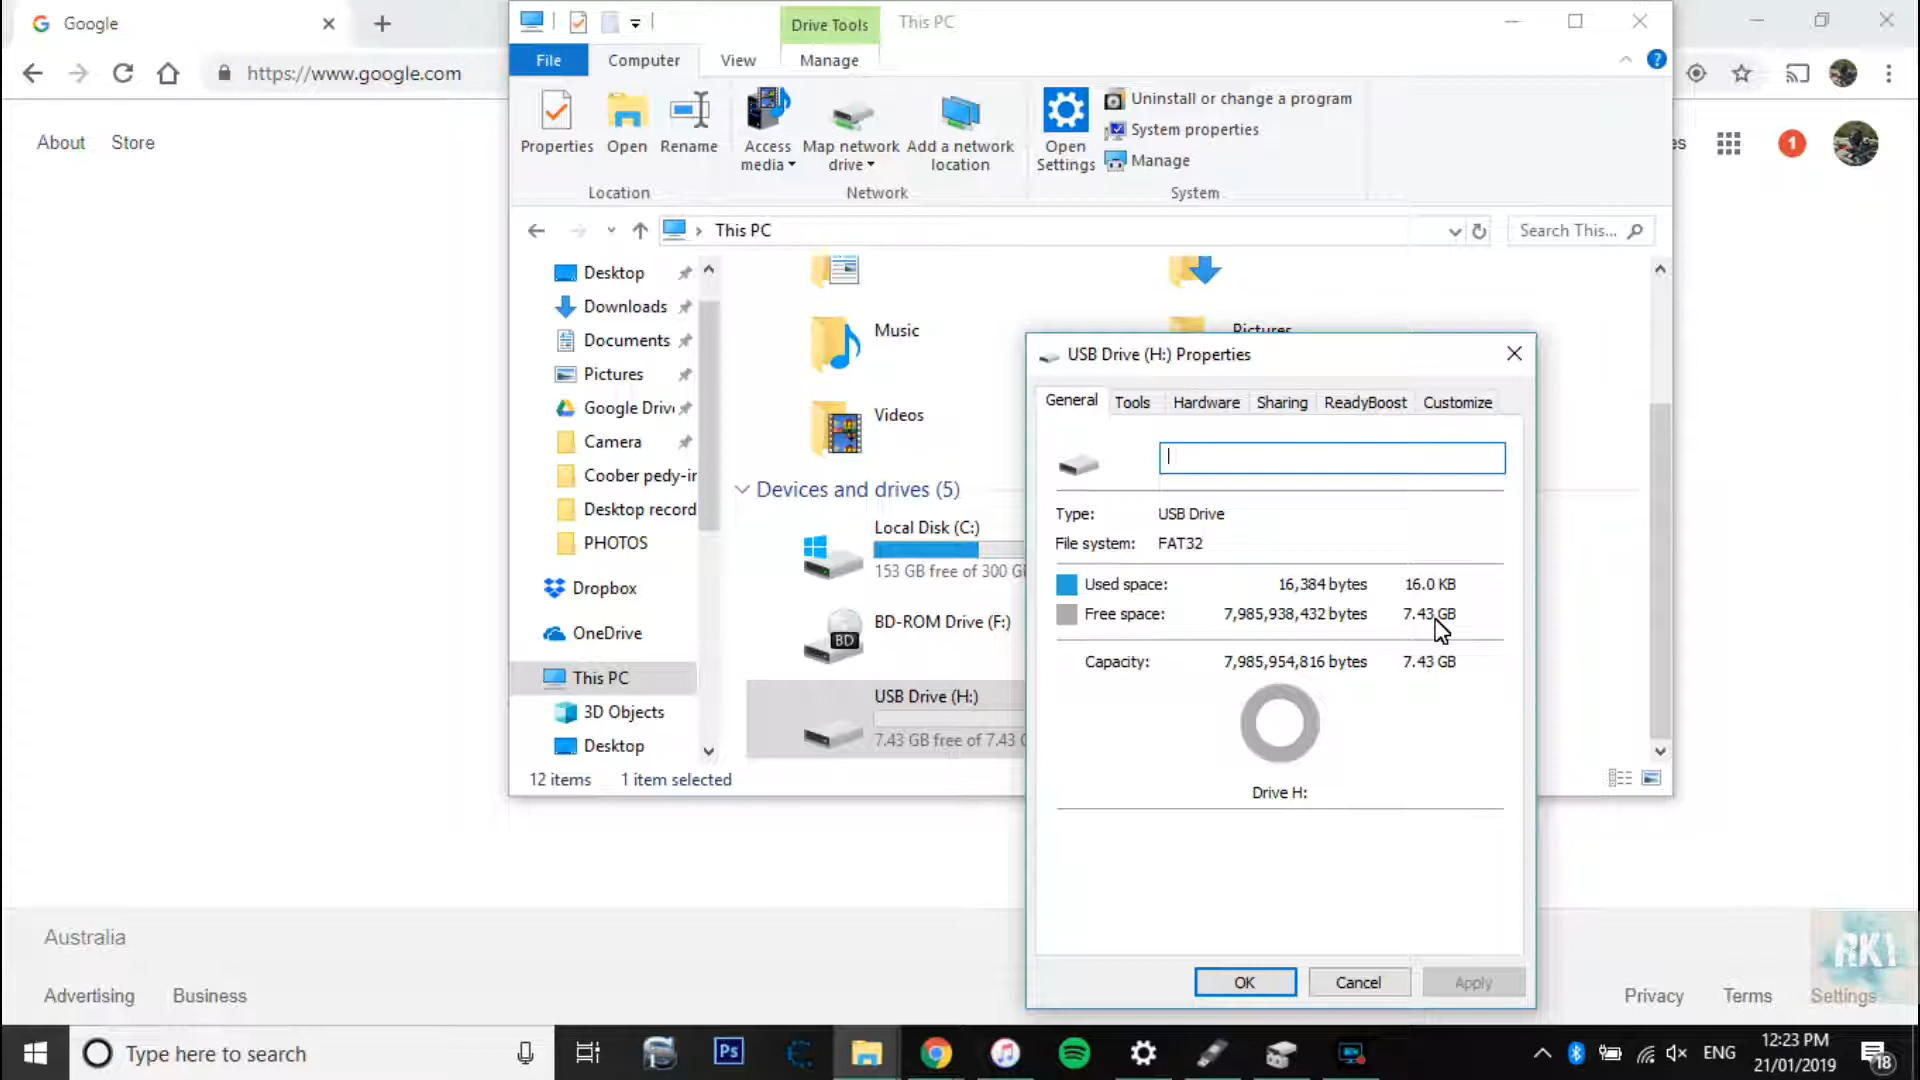 Google
https://www.google.com
About Store
1
Drive Tools This PC
File Computer View Manage
Properties Open Rename
Access media
Map network drive
Add a network location
Open Settings
Uninstall or change a program
System properties
Manage
Location Network System
This PC
Search This...
Desktop
Downloads
Documents
Pictures
Google Driv
Camera
Coober pedy-ir
Desktop record
PHOTOS
Dropbox
OneDrive
This PC
3D Objects
Desktop
Music
Pictures
Videos
Devices and drives (5)
Local Disk (C:)
153 GB free of 300 G
BD
BD-ROM Drive (F:)
USB Drive (H:)
7.43 GB free of 7.43
12 items 1 item selected
USB Drive (H:) Properties
General Tools Hardware Sharing ReadyBoost Customize
Type: USB Drive
File system: FAT32
Used space: 16,384 bytes 16.0 KB
Free space: 7,985,938,432 bytes 7.43 GB
Capacity: 7,985,954,816 bytes 7.43 GB
Drive H:
OK Cancel Apply
Australia
Advertising Business
Privacy Terms Settings
RK1
Type here to search
Ps
ENG
12:23 PM
21/01/2019
18